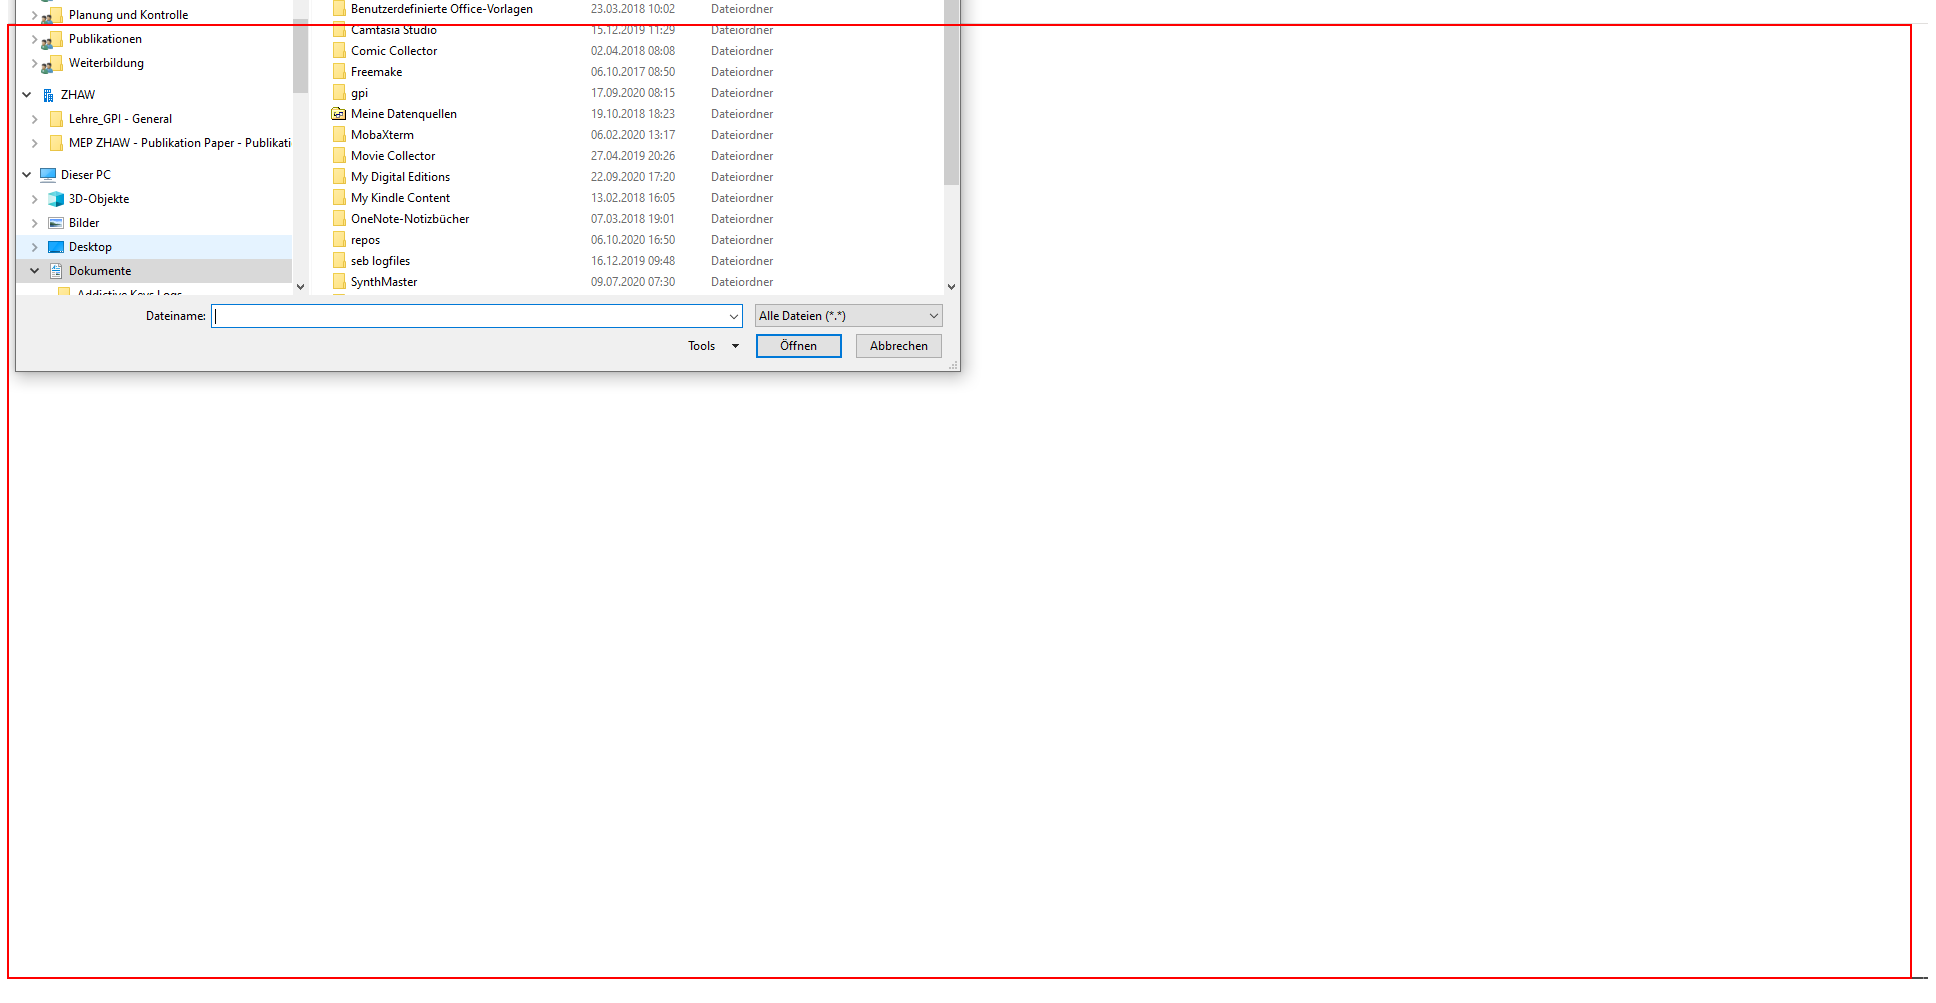 Planung und Kontrolle
Publikationen
Weiterbildung
ZHAW
Lehre_GPI - General
MEP ZHAW - Publikation Paper - Publikati
Dieser PC
3D-Objekte
Bilder
Desktop
Dokumente
Addictive Keys Logs
Benutzerdefinierte Office-Vorlagen 23.03.2018 10:02 Dateiordner
Camtasia Studio 15.12.2019 11:29 Dateiordner
Comic Collector 02.04.2018 08:08 Dateiordner
Freemake 06.10.2017 08:50 Dateiordner
gpi 17.09.2020 08:15 Dateiordner
Meine Datenquellen 19.10.2018 18:23 Dateiordner
MobaXterm 06.02.2020 13:17 Dateiordner
Movie Collector 27.04.2019 20:26 Dateiordner
My Digital Editions 22.09.2020 17:20 Dateiordner
My Kindle Content 13.02.2018 16:05 Dateiordner
OneNote-Notizbücher 07.03.2018 19:01 Dateiordner
repos 06.10.2020 16:50 Dateiordner
seb logfiles 16.12.2019 09:48 Dateiordner
SynthMaster 09.07.2020 07:30 Dateiordner
Dateiname: Alle Dateien (*.*)
Tools Öffnen Abbrechen